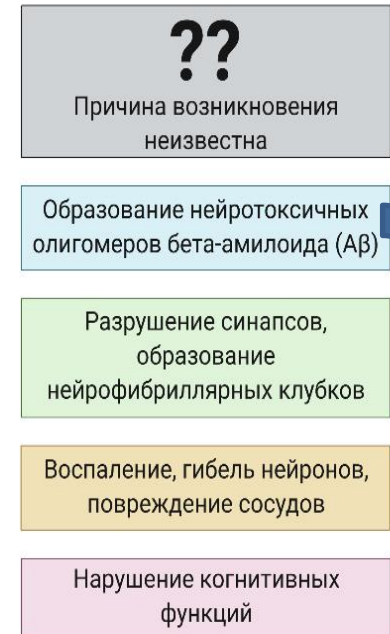 ??
Причина возникновения
неизвестна
Образование нейротоксичных
олигомеров бета-амилоида (Аβ)
Разрушение синапсов,
образование
нейрофибриллярных клубков
Воспаление, гибель нейронов,
повреждение сосудов
Нарушение когнитивных
функций